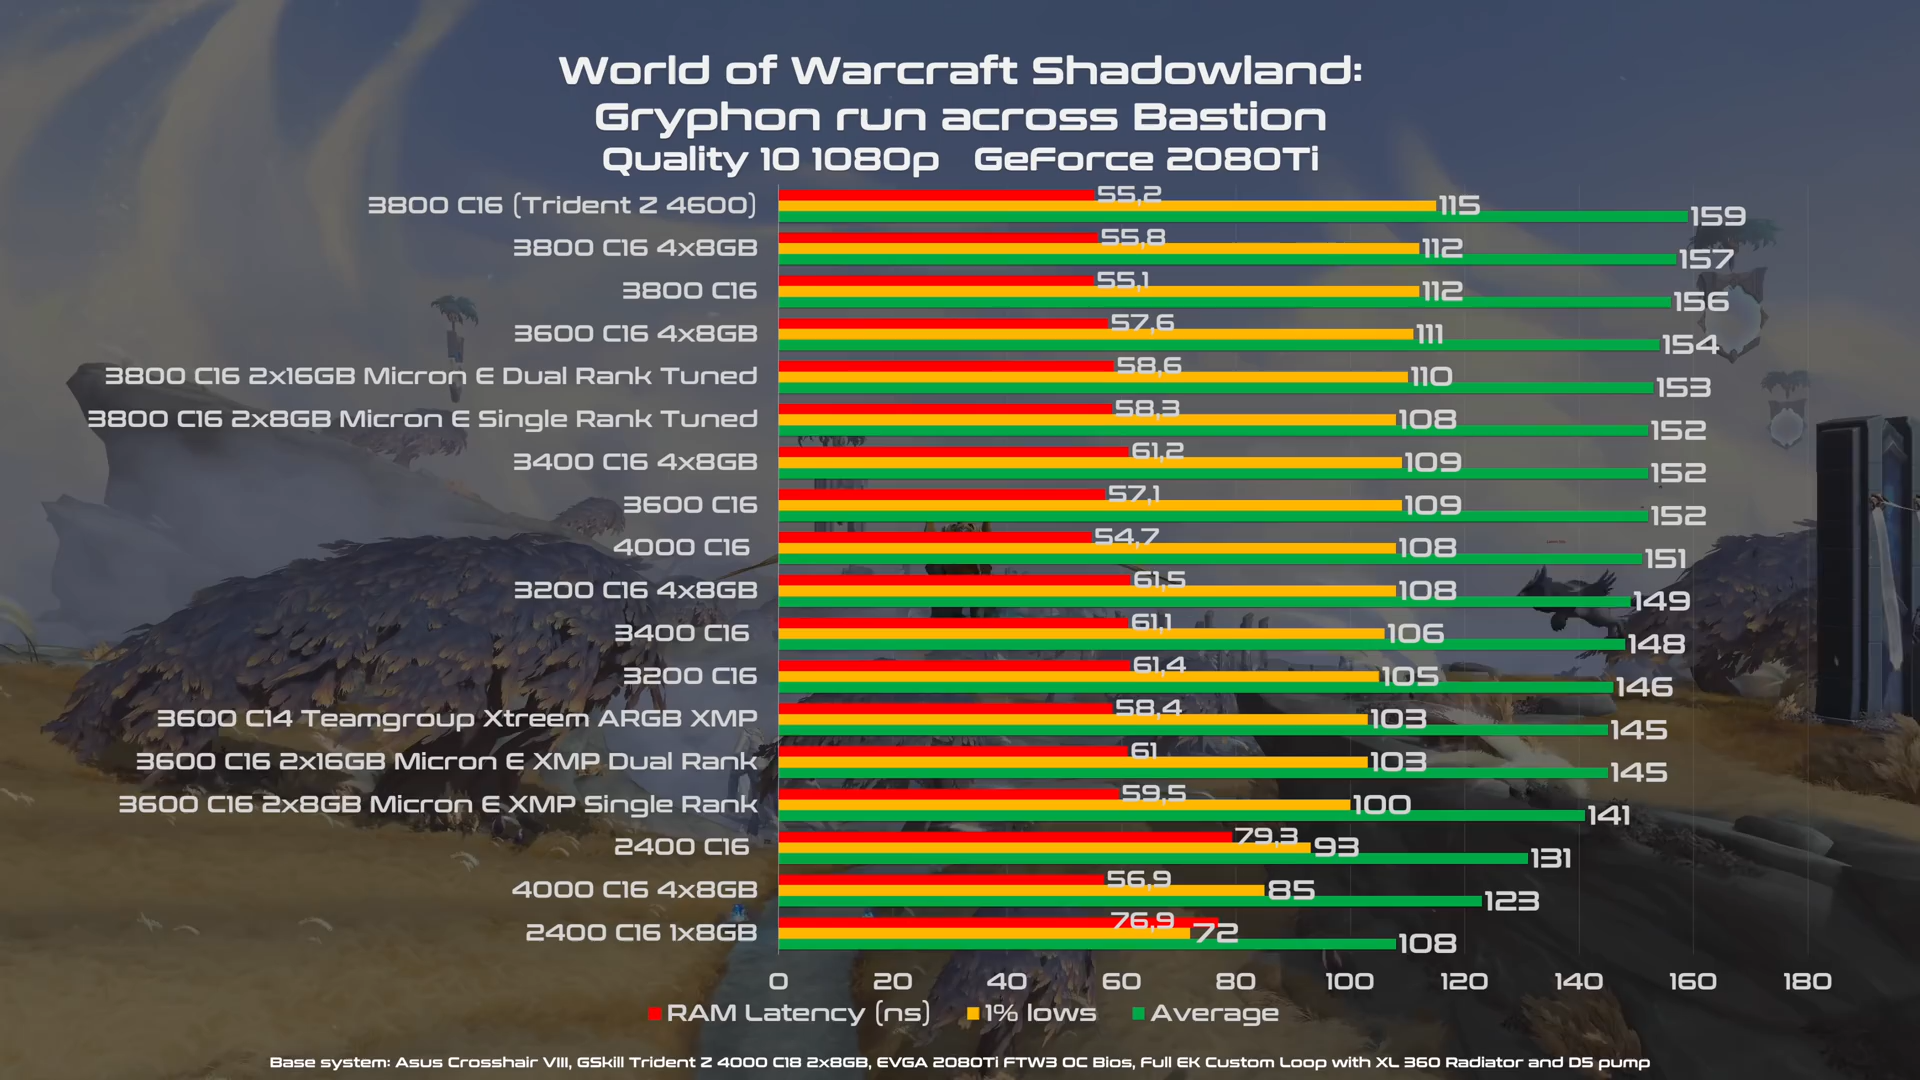 World of Warcraft Shadowland:
Gryphon run across Bastion
Quality 10 1080p GeForce 2080Ti
3800 C16 (Trident Z 4600) 55,2 115 159
3800 C16 4x8GB 55,8 112 157
3800 C16 55,1 112 156
3600 C16 4x8GB 57,6 111 154
3800 C16 2x16GB Micron E Dual Rank Tuned 58,6 110 153
3800 C16 2x8GB Micron E Single Rank Tuned 58,3 108 152
3400 C16 4x8GB 61,2 109 152
3600 C16 57,1 109 152
4000 C16 54,7 108 151
3200 C16 4x8GB 61,5 108 149
3400 C16 61,1 106 148
3200 C16 61,4 105 146
3600 C14 Teamgroup Xtreem ARGB XMP 58,4 103 145
3600 C16 2x16GB Micron E XMP Dual Rank 61 103 145
3600 C16 2x8GB Micron E XMP Single Rank 59,5 100 141
2400 C16 79,3 93 131
4000 C16 4x8GB 56,9 85 123
2400 C16 1x8GB 76,9 72 108
0 20 40 60 80 100 120 140 160 180
RAM Latency (ns) 1% lows Average
Base system: Asus Crosshair VIII, GSkill Trident Z 4000 C18 2x8GB, EVGA 2080Ti FTW3 OC Bios, Full EK Custom Loop with XL 360 Radiator and D5 pump